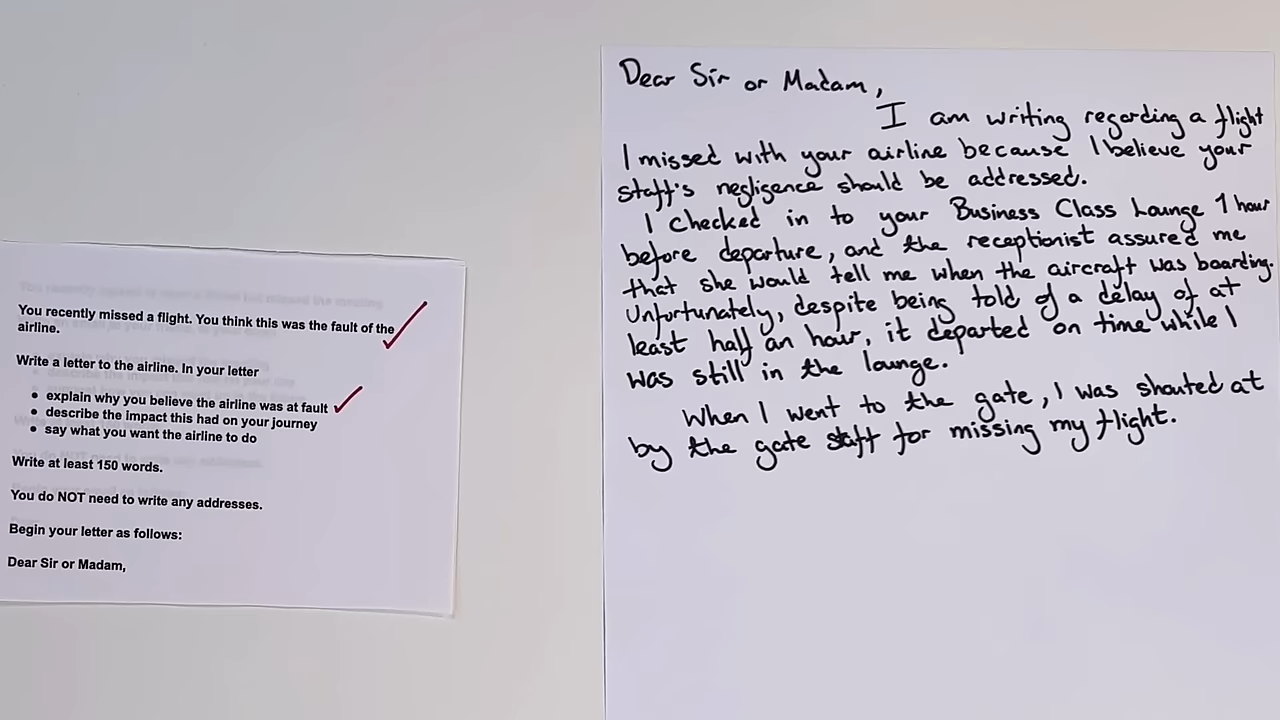 You recently missed a flight. You think this was the fault of the
airline.
Write a letter to the airline. In your letter
• explain why you believe the airline was at fault
• describe the impact this had on your journey
• say what you want the airline to do
Write at least 150 words.
You do NOT need to write any addresses.
Begin your letter as follows:
Dear Sir or Madam,
Dear Sir or Madam,
I am writing regarding a flight
I missed with your airline because I believe your
staff's negligence should be addressed.
I checked in to your Business Class Lounge 1 hour
before departure, and the receptionist assured me
that she would tell me when the aircraft was boarding.
Unfortunately, despite being told of a delay of at
least half an hour, it departed on time while I
was still in the lounge.
When I went to the gate, I was shouted at
by the gate staff for missing my flight.